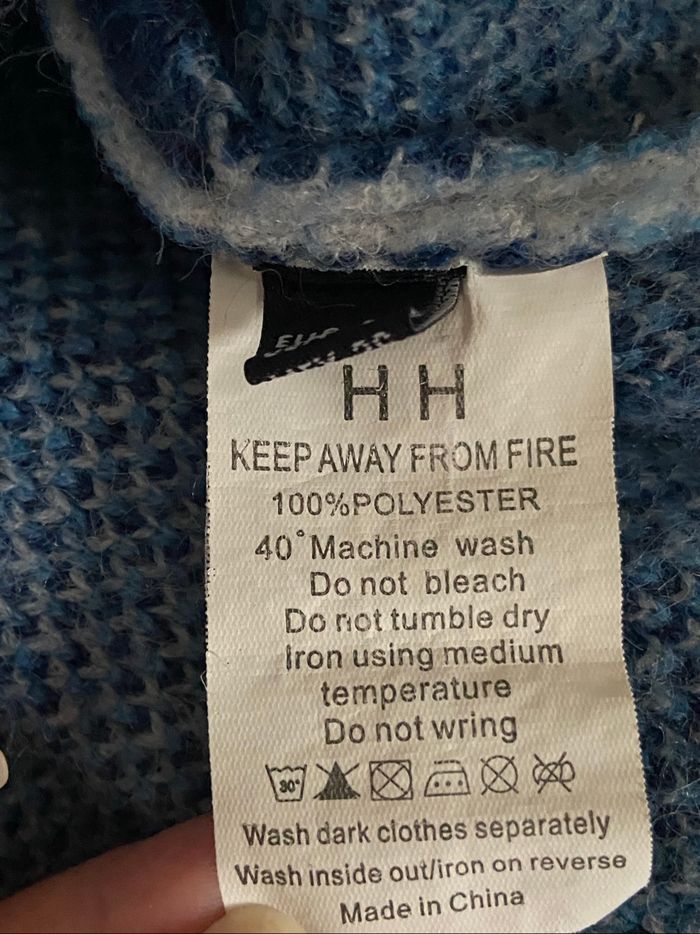 H H
KEEP AWAY FROM FIRE
100%POLYESTER
40°Machine wash
Do not bleach
Do not tumble dry
Iron using medium
temperature
Do not wring
30°
Wash dark clothes separately
Wash inside out/iron on reverse
Made in China